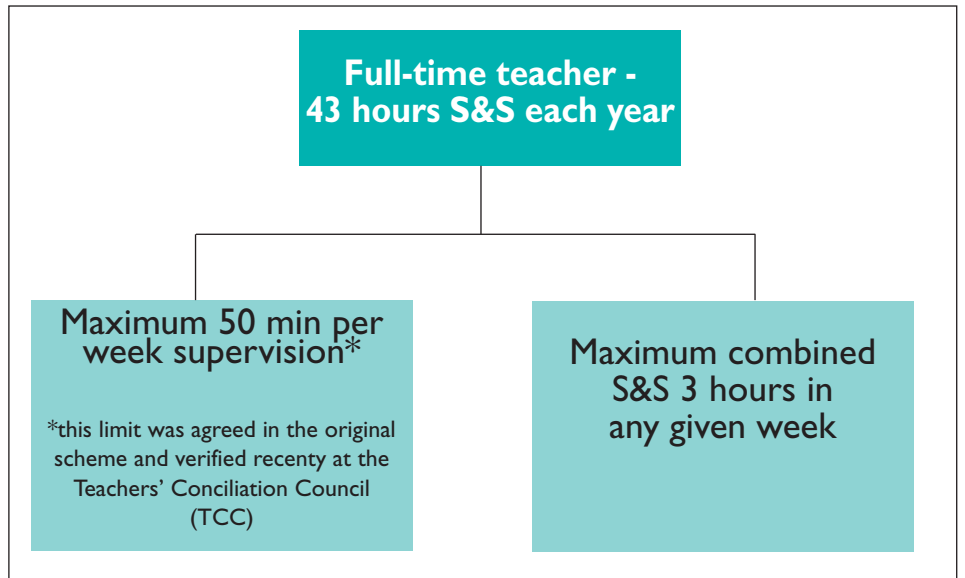 Full-time teacher -
43 hours S&S each year
Maximum 50 min per
week supervision*
*this limit was agreed in the original
scheme and verified recenty at the
Teachers’ Conciliation Council
(TCC)
Maximum combined
S&S 3 hours in
any given week